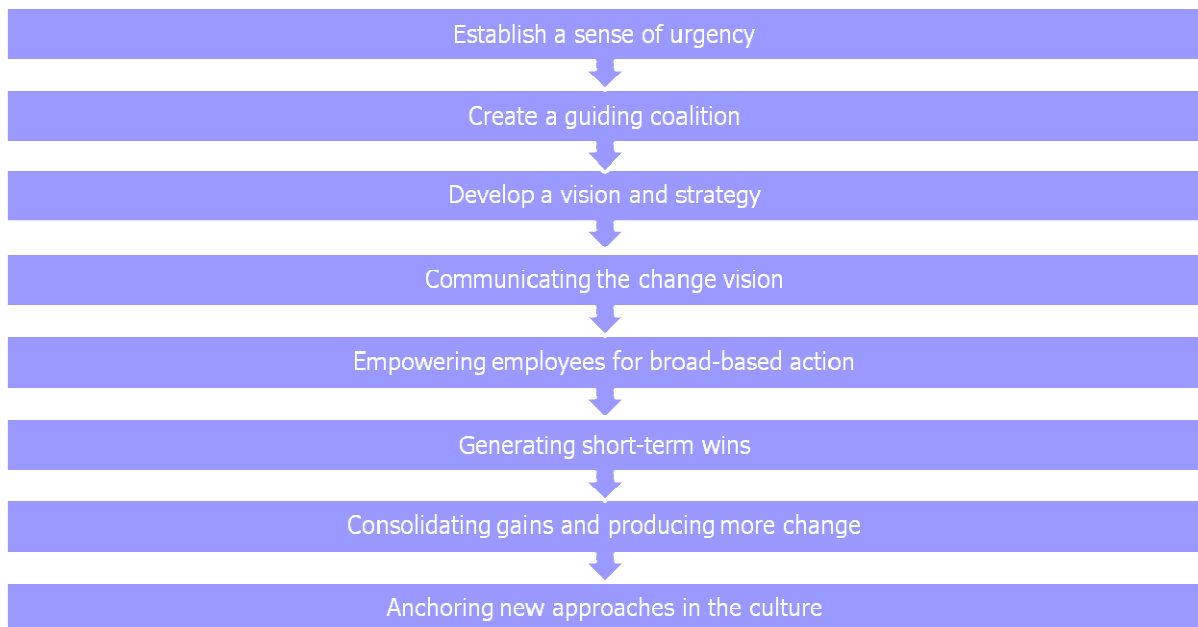 Establish a sense of urgency
Create a guiding coalition
Develop a vision and strategy
Communicating the change vision
Empowering employees for broad-based action
Generating short-term wins
Consolidating gains and producing more change
Anchoring new approaches in the culture